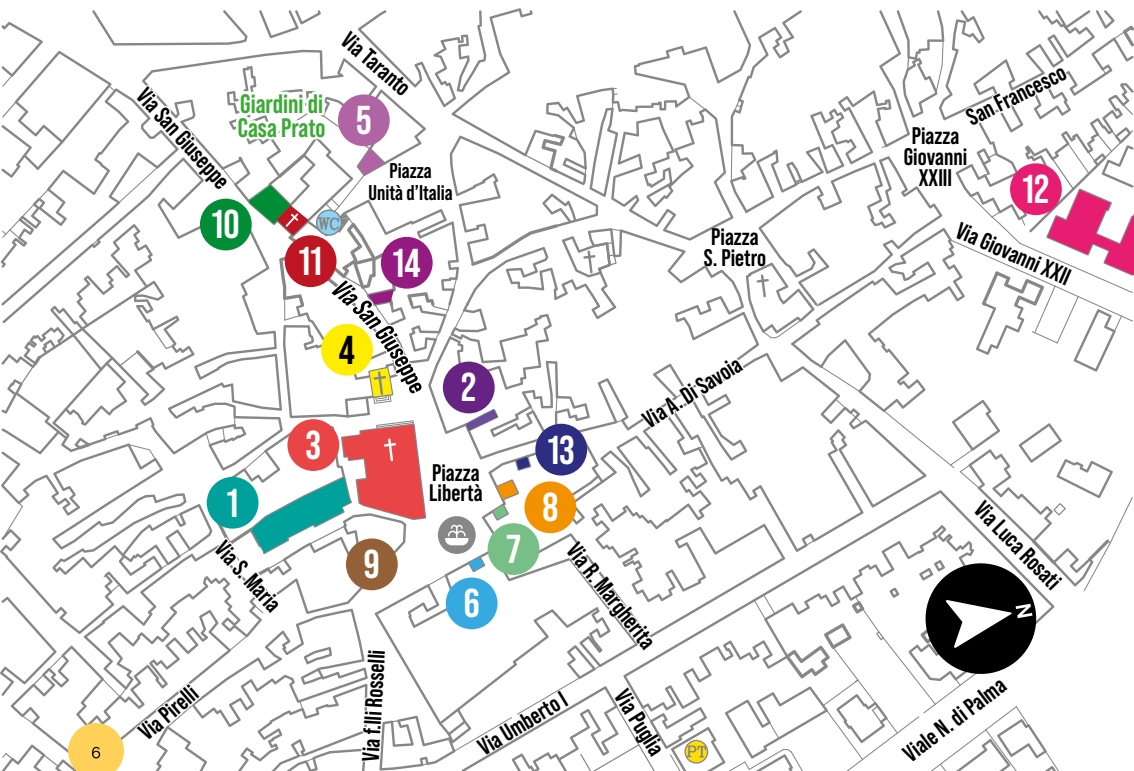 Via Taranto
Via San Giuseppe
Giardini di
Casa Prato
5
San Francesco
Piazza
Giovanni
XXIII
Piazza
Unità d'Italia
12
10
WC
11
14
Piazza
S. Pietro
Via Giovanni XXII
Via San Giuseppe
4
2
Via A. Di Savoia
3
13
Piazza
Libertà
1
8
7
9
Via S. Maria
6
Via R. Margherita
Via Luca Rosati
N
Via Pirelli
Via f.lli Rosselli
Via Umberto I
Via Puglia
PT
Viale N. di Palma
6